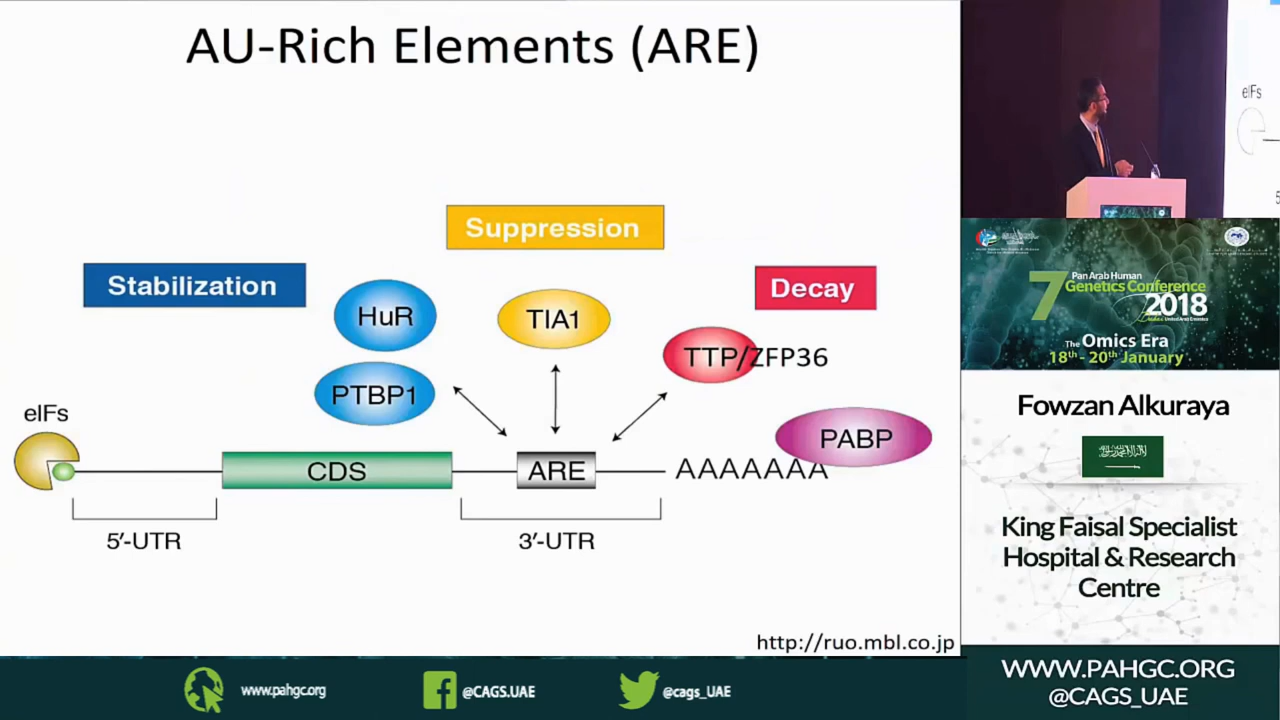 AU-Rich Elements (ARE)
Suppression
Stabilization
Decay
HuR
TIA1
TTP/ZFP36
PTBP1
eIFs
PABP
CDS
ARE
AAAAAAA
5′-UTR
3′-UTR
http://ruo.mbl.co.jp
eIFs
5
7
Pan Arab Human
Genetics Conference
2018
Dubai United Arab Emirates
The Omics Era
18th - 20th January
Fowzan Alkuraya
King Faisal Specialist
Hospital & Research
Centre
WWW.PAHGC.ORG
@CAGS_UAE
www.pahgc.org
@CAGS.UAE
@cags_UAE